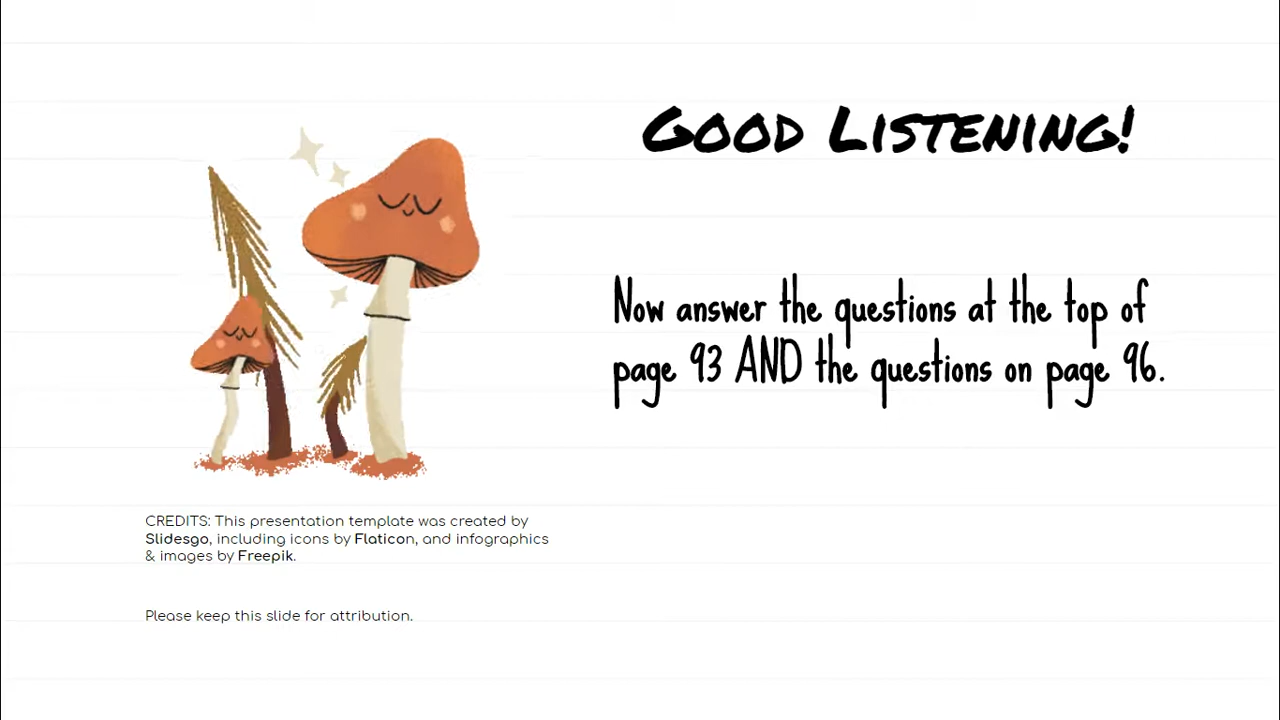 Good Listening!
Now answer the questions at the top of
page 93 AND the questions on page 96.
CREDITS: This presentation template was created by
Slidesgo, including icons by Flaticon, and infographics
& images by Freepik.
Please keep this slide for attribution.